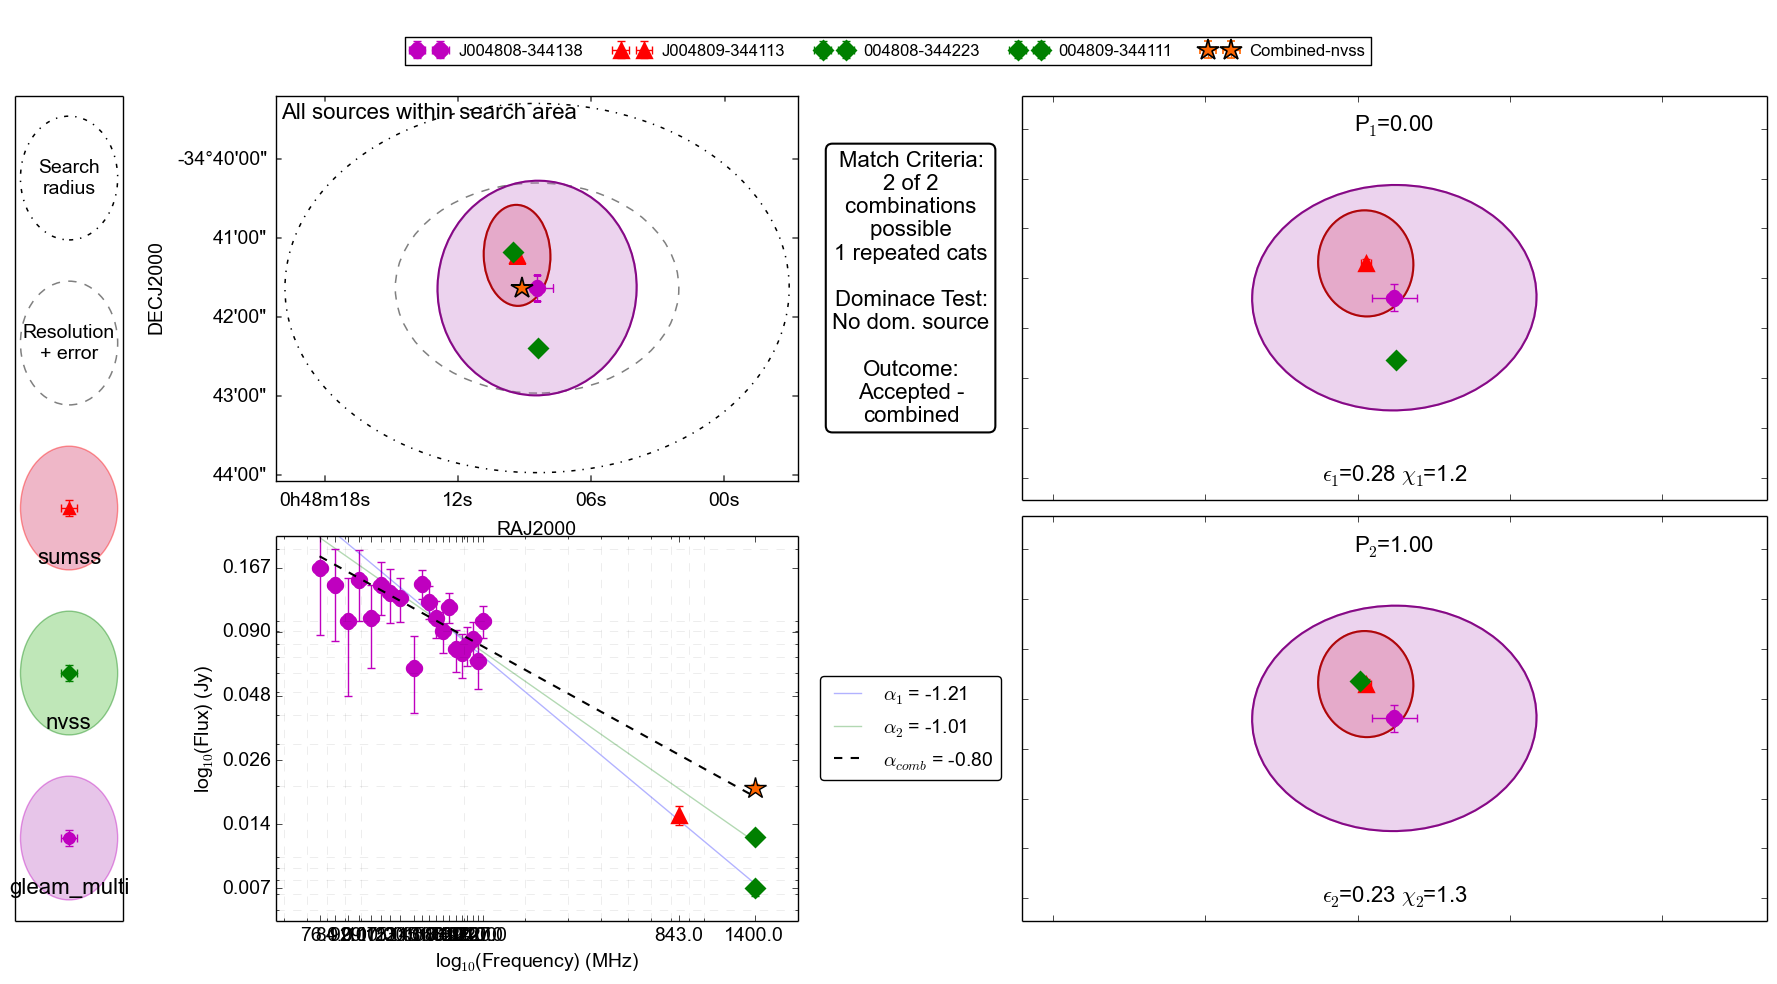 J004808-344138 J004809-344113 004808-344223 004809-344111 Combined-nvss
Search
radius
Resolution
+ error
sumss
nvss
gleam_multi
All sources within search area
DECJ2000
-34°40'00"
41'00"
42'00"
43'00"
44'00"
0h48m18s 12s 06s 00s
RAJ2000
Match Criteria:
2 of 2
combinations
possible
1 repeated cats
Dominace Test:
No dom. source
Outcome:
Accepted -
combined
P1=0.00
ϵ1=0.28 χ1=1.2
P2=1.00
ϵ2=0.23 χ2=1.3
log10(Flux) (Jy)
0.167
0.090
0.048
0.026
0.014
0.007
843.0 1400.0
log10(Frequency) (MHz)
α1 = -1.21
α2 = -1.01
αcomb = -0.80